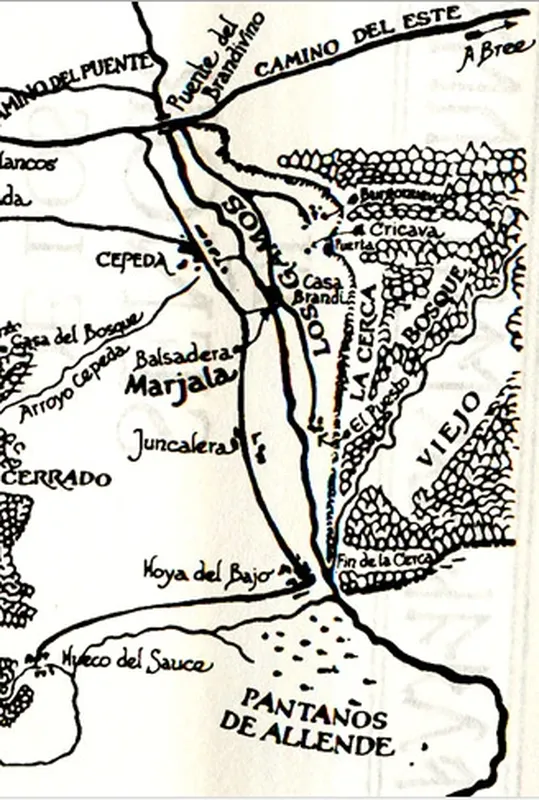 CAMINO DEL ESTE
A Bree
Puente del
Brandivino
AMINO DEL PUENTE
lancos
da
Burgonuevo
Cricava
Puerta
CEPEDA
LOS GAMOS
Casa
Brandi
LA CERCA
BOSQUE
VIEJO
Casa del Bosque
Arroyo Cepeda
Balsadera
Marjala
El Puesto
Juncalera
CERRADO
Fin de la Cerca
Hoya del Bajo
Hueco del Sauce
PANTANOS
DE ALLENDE